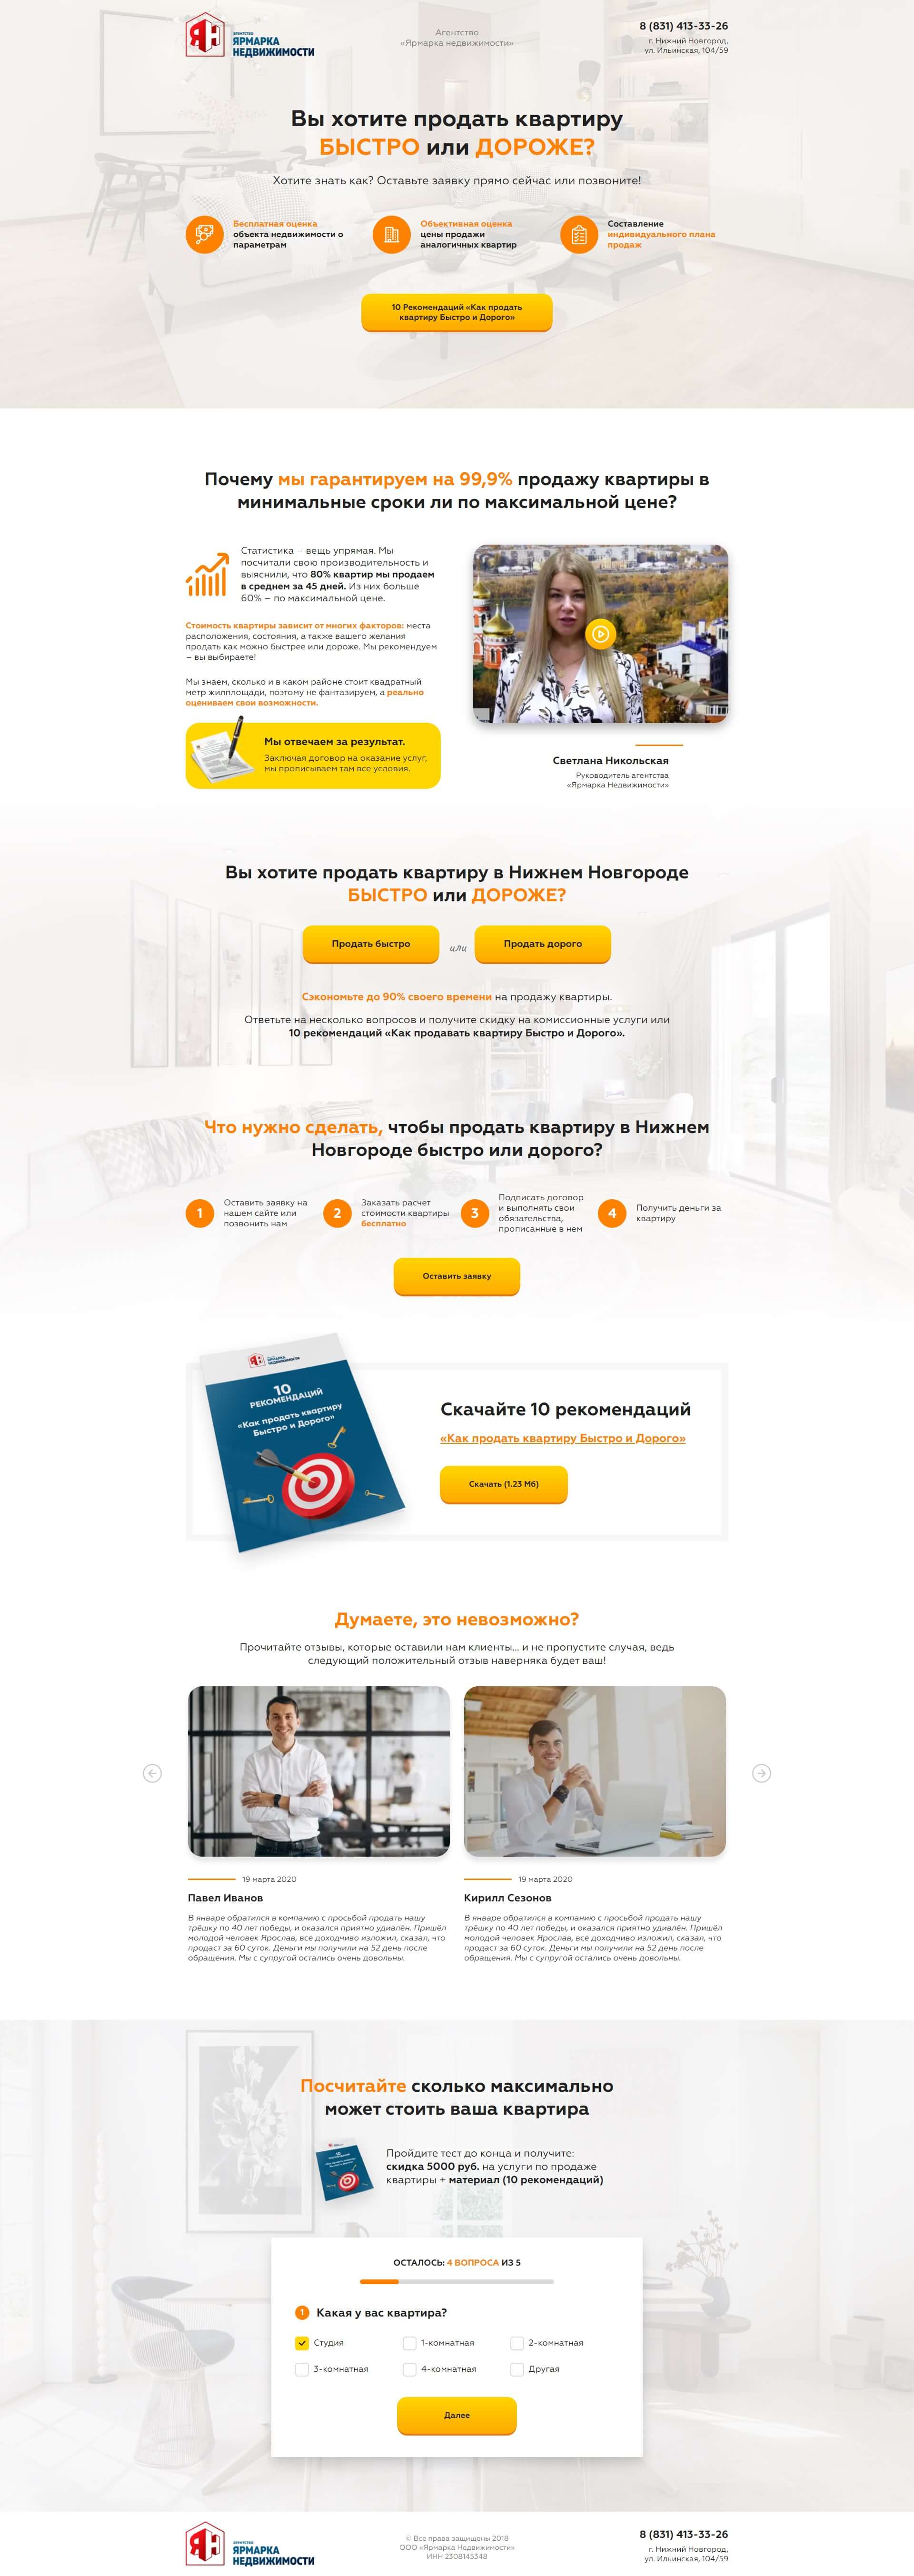 АГЕНТСТВО
ЯРМАРКА
НЕДВИЖИМОСТИ
Агентство
«Ярмарка недвижимости»
8 (831) 413-33-26
г. Нижний Новгород,
ул. Ильинская, 104/59
Вы хотите продать квартиру
БЫСТРО или ДОРОЖЕ?
Хотите знать как? Оставьте заявку прямо сейчас или позвоните!
Бесплатная оценка
объекта недвижимости о
параметрам
Объективная оценка
цены продажи
аналогичных квартир
Составление
индивидуального плана
продаж
10 Рекомендаций «Как продать
квартиру Быстро и Дорого»
Почему мы гарантируем на 99,9% продажу квартиры в
минимальные сроки ли по максимальной цене?
Статистика – вещь упрямая. Мы
посчитали свою производительность и
выяснили, что 80% квартир мы продаем
в среднем за 45 дней. Из них больше
60% – по максимальной цене.
Стоимость квартиры зависит от многих факторов: места
расположения, состояния, а также вашего желания
продать как можно быстрее или дороже. Мы рекомендуем
– вы выбираете!
Мы знаем, сколько и в каком районе стоит квадратный
метр жилплощади, поэтому не фантазируем, а реально
оцениваем свои возможности.
Мы отвечаем за результат.
Заключая договор на оказание услуг,
мы прописываем там все условия.
Светлана Никольская
Руководитель агентства
«Ярмарка Недвижимости»
Вы хотите продать квартиру в Нижнем Новгороде
БЫСТРО или ДОРОЖЕ?
Продать быстро
или
Продать дорого
Сэкономьте до 90% своего времени на продажу квартиры.
Ответьте на несколько вопросов и получите скидку на комиссионные услуги или
10 рекомендаций «Как продавать квартиру Быстро и Дорого».
Что нужно сделать, чтобы продать квартиру в Нижнем
Новгороде быстро или дорого?
1
Оставить заявку на
нашем сайте или
позвонить нам
2
Заказать расчет
стоимости квартиры
бесплатно
3
Подписать договор
и выполнять свои
обязательства,
прописанные в нем
4
Получить деньги за
квартиру
Оставить заявку
ЯРМАРКА
НЕДВИЖИМОСТИ
10
РЕКОМЕНДАЦИЙ
«Как продать квартиру
Быстро и Дорого»
Скачайте 10 рекомендаций
«Как продать квартиру Быстро и Дорого»
Скачать (1.23 Мб)
Думаете, это невозможно?
Прочитайте отзывы, которые оставили нам клиенты... и не пропустите случая, ведь
следующий положительный отзыв наверняка будет ваш!
19 марта 2020
Павел Иванов
В январе обратился в компанию с просьбой продать нашу
трёшку по 40 лет победы, и оказался приятно удивлён. Пришёл
молодой человек Ярослав, все доходчиво изложил, сказал, что
продаст за 60 суток. Деньги мы получили на 52 день после
обращения. Мы с супругой остались очень довольны.
19 марта 2020
Кирилл Сезонов
В январе обратился в компанию с просьбой продать нашу
трёшку по 40 лет победы, и оказался приятно удивлён. Пришёл
молодой человек Ярослав, все доходчиво изложил, сказал, что
продаст за 60 суток. Деньги мы получили на 52 день после
обращения. Мы с супругой остались очень довольны.
Посчитайте сколько максимально
может стоить ваша квартира
Пройдите тест до конца и получите:
скидка 5000 руб. на услуги по продаже
квартиры + материал (10 рекомендаций)
ОСТАЛОСЬ: 4 ВОПРОСА ИЗ 5
1 Какая у вас квартира?
Студия
1-комнатная
2-комнатная
3-комнатная
4-комнатная
Другая
Далее
АГЕНТСТВО
ЯРМАРКА
НЕДВИЖИМОСТИ
© Все права защищены 2018
ООО «Ярмарка Недвижимости»
ИНН 2308145348
8 (831) 413-33-26
г. Нижний Новгород,
ул. Ильинская, 104/59